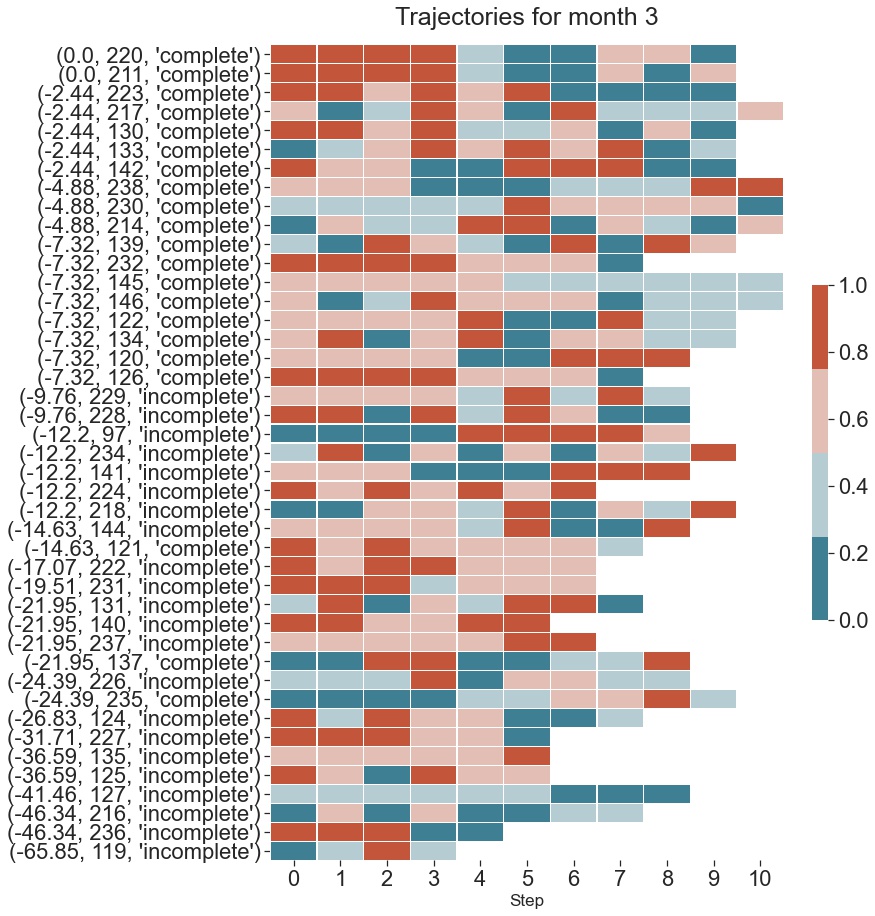 Trajectories for month 3
(0.0, 220, 'complete')
(0.0, 211, 'complete')
(-2.44, 223, 'complete')
(-2.44, 217, 'complete')
(-2.44, 130, 'complete')
(-2.44, 133, 'complete')
(-2.44, 142, 'complete')
(-4.88, 238, 'complete')
(-4.88, 230, 'complete')
(-4.88, 214, 'complete')
(-7.32, 139, 'complete')
(-7.32, 232, 'complete')
(-7.32, 145, 'complete')
(-7.32, 146, 'complete')
(-7.32, 122, 'complete')
(-7.32, 134, 'complete')
(-7.32, 120, 'complete')
(-7.32, 126, 'complete')
(-9.76, 229, 'incomplete')
(-9.76, 228, 'incomplete')
(-12.2, 97, 'incomplete')
(-12.2, 234, 'incomplete')
(-12.2, 141, 'incomplete')
(-12.2, 224, 'incomplete')
(-12.2, 218, 'incomplete')
(-14.63, 144, 'incomplete')
(-14.63, 121, 'complete')
(-17.07, 222, 'incomplete')
(-19.51, 231, 'incomplete')
(-21.95, 131, 'incomplete')
(-21.95, 140, 'incomplete')
(-21.95, 237, 'incomplete')
(-21.95, 137, 'complete')
(-24.39, 226, 'incomplete')
(-24.39, 235, 'complete')
(-26.83, 124, 'incomplete')
(-31.71, 227, 'incomplete')
(-36.59, 135, 'incomplete')
(-36.59, 125, 'incomplete')
(-41.46, 127, 'incomplete')
(-46.34, 216, 'incomplete')
(-46.34, 236, 'incomplete')
(-65.85, 119, 'incomplete')
0 1 2 3 4 5 6 7 8 9 10
Step
1.0
0.8
0.6
0.4
0.2
0.0